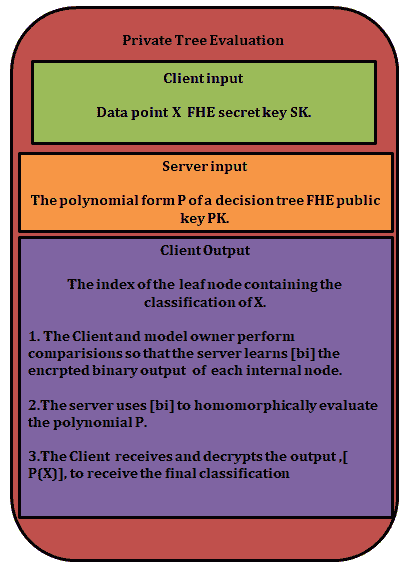 Private Tree Evaluation
Client input
Data point X FHE secret key SK.
Server input
The polynomial form P of a decision tree FHE public
key PK.
Client Output
The index of the leaf node containing the
classification of X.
1. The Client and model owner perform
comparisions so that the server learns [bi] the
encrpted binary output of each internal node.
2.The server uses [bi] to homomorphically evaluate
the polynomial P.
3.The Client receives and decrypts the output ,[
P(X)], to receive the final classification